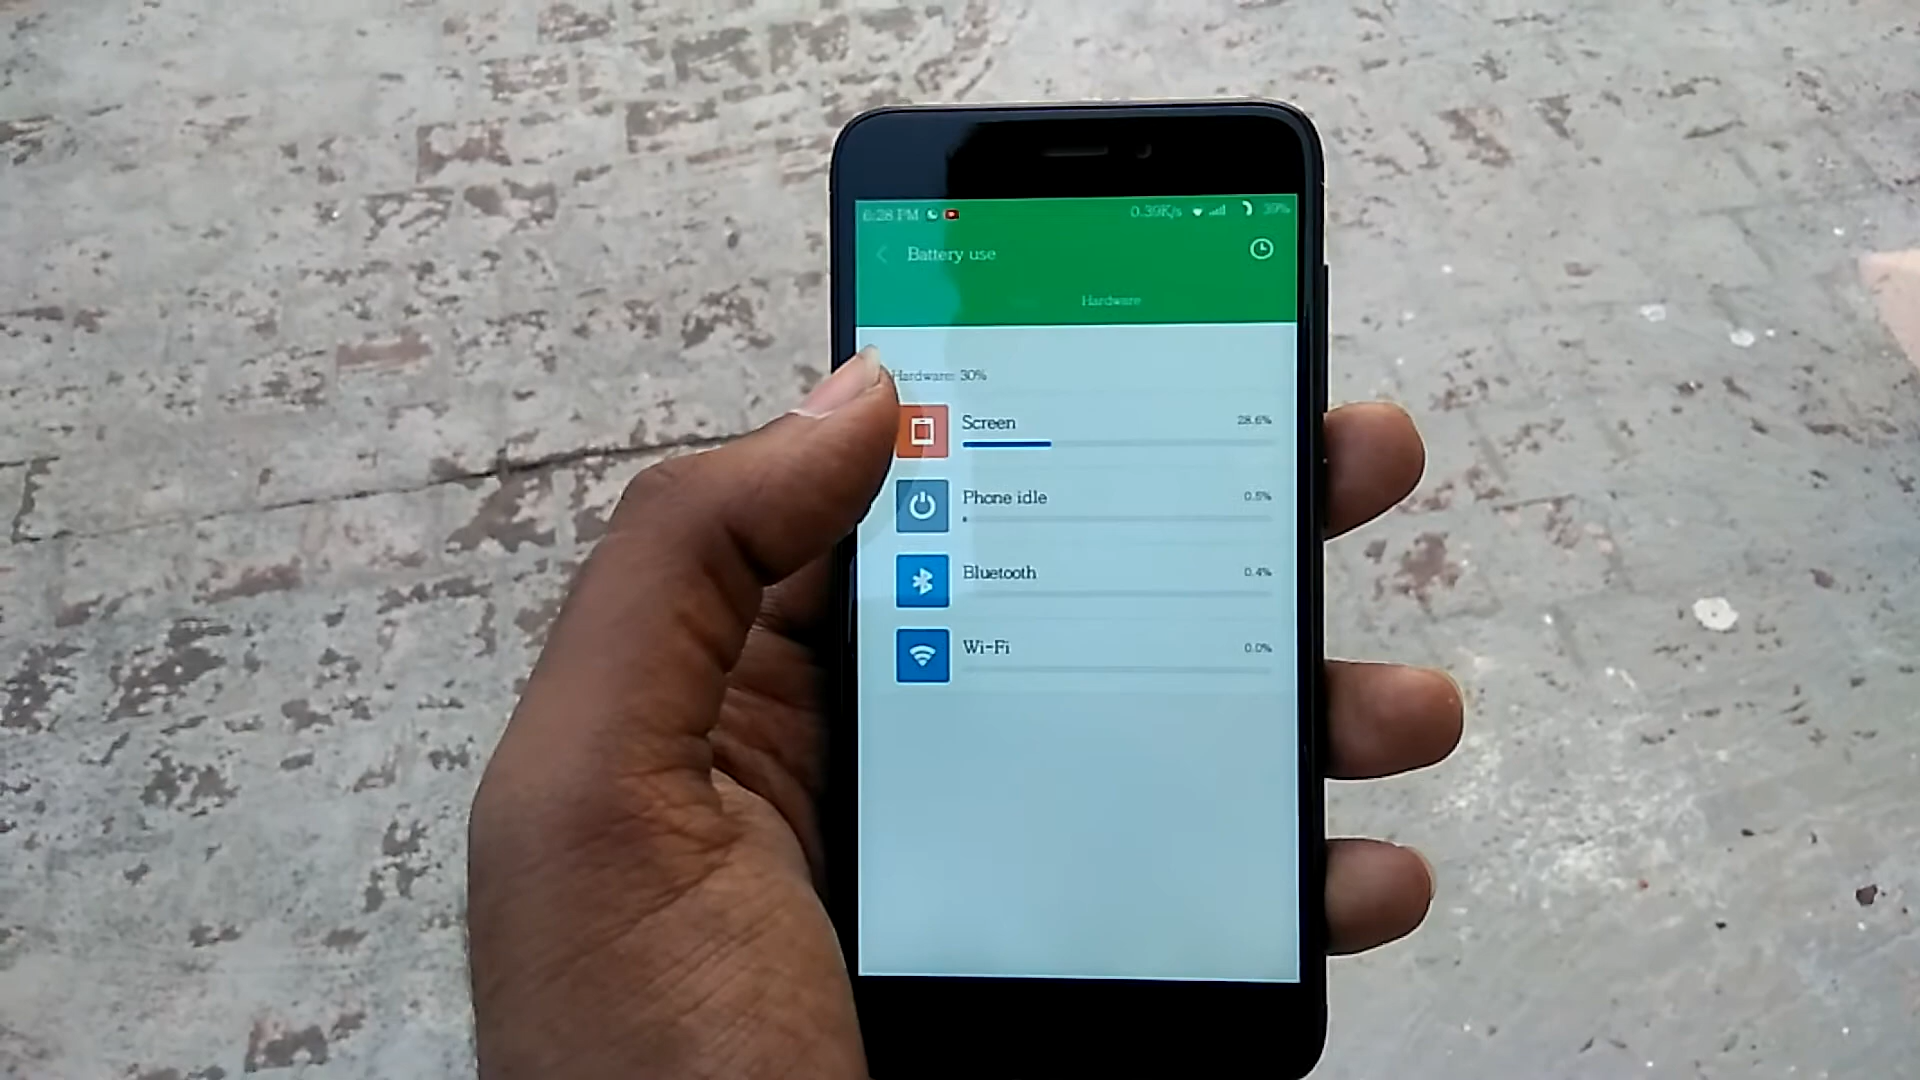 6:28 PM 0.39K/s 39%
Battery use
Hardware
Hardware: 30%
Screen 28.6%
Phone idle 0.5%
Bluetooth 0.4%
Wi-Fi 0.0%